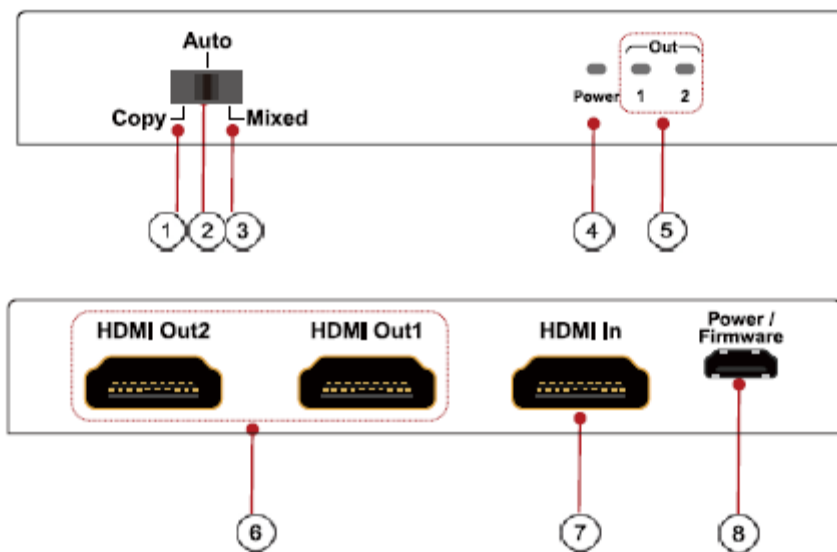 Auto
Copy
Mixed
Out
Power
1 2
1 2 3 4 5
HDMI Out2
HDMI Out1
HDMI In
Power /
Firmware
6 7 8